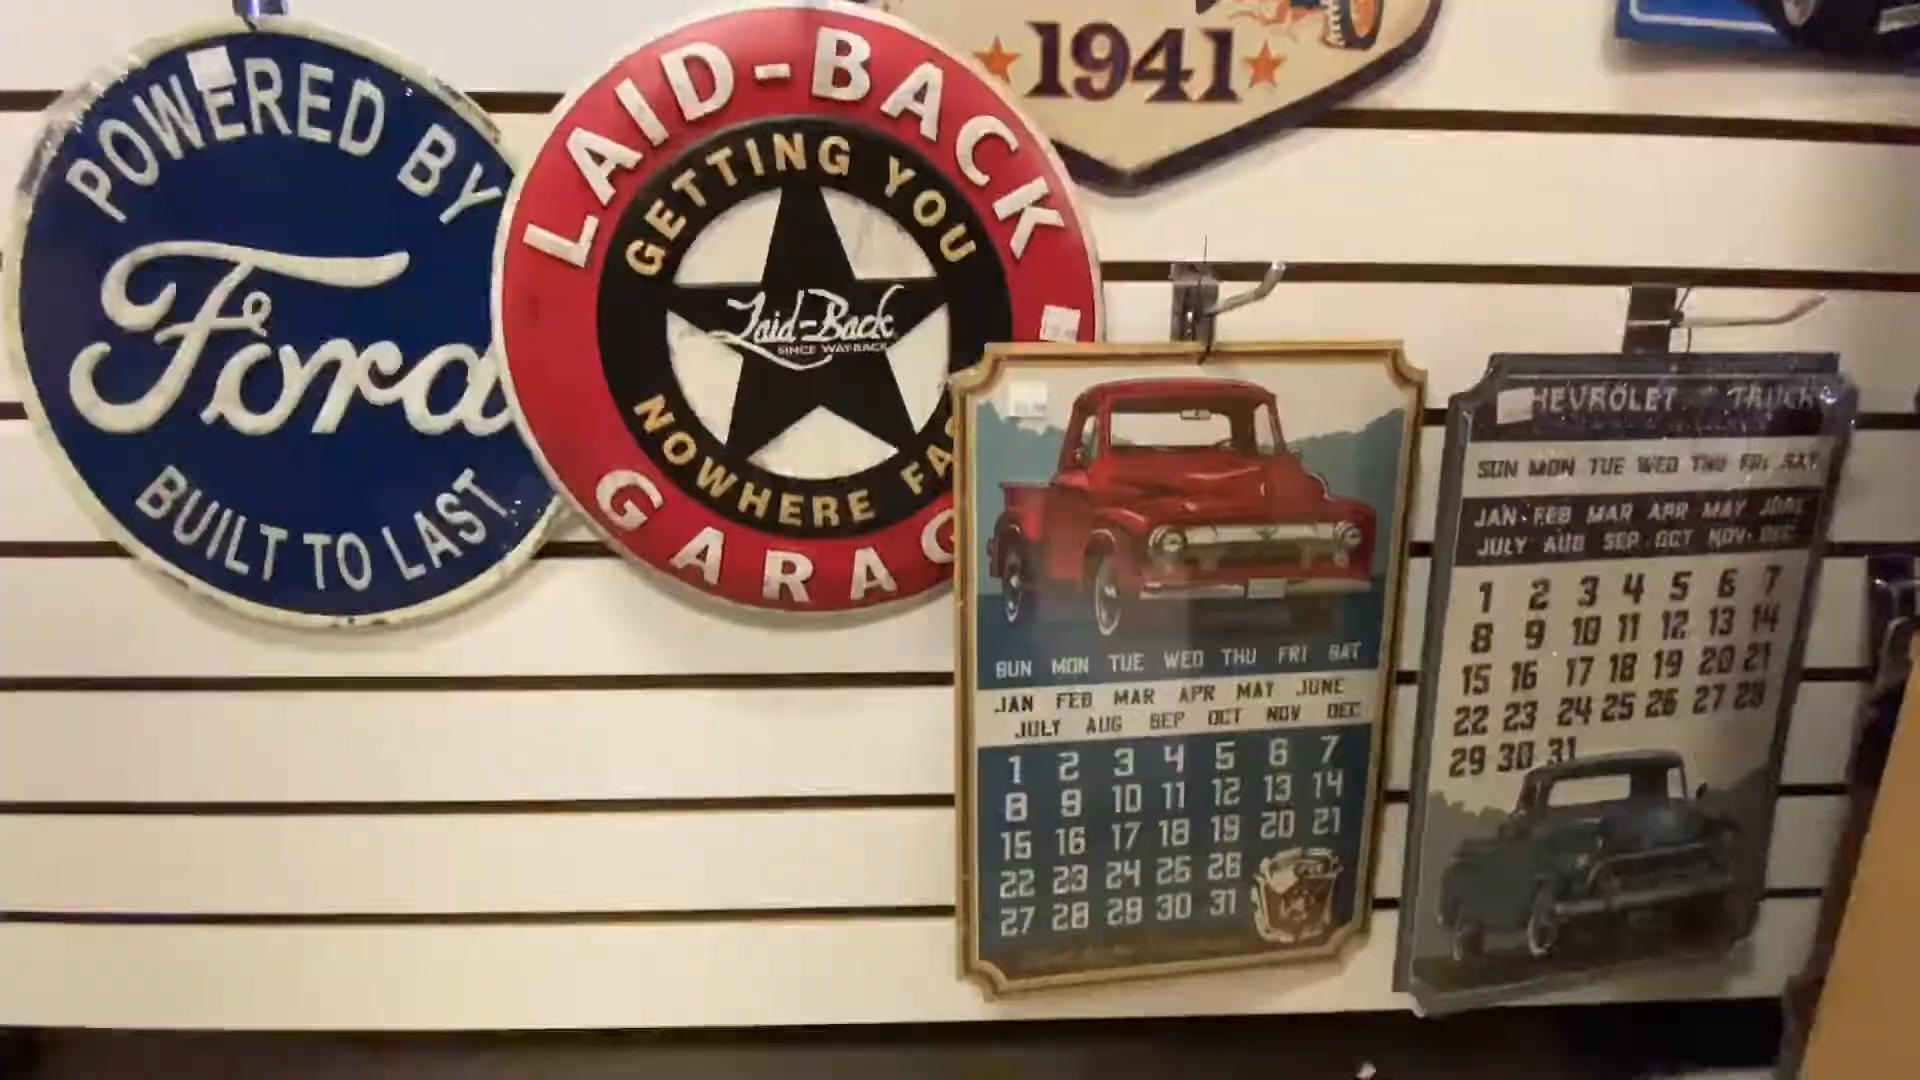 POWERED BY
Ford
BUILT TO LAST
LAID-BACK
GETTING YOU
Laid-Back
SINCE WAYBACK
NOWHERE FA
GARAG
1941
SUN MON TUE WED THU FRI SAT
JAN FEB MAR APR MAY JUNE
JULY AUG SEP OCT NOV DEC
1 2 3 4 5 6 7
8 9 10 11 12 13 14
15 16 17 18 19 20 21
22 23 24 25 26
27 28 29 30 31
HEVROLET TRUCK
SUN MON TUE WED THU FRI SAT
JAN FEB MAR APR MAY JUNE
JULY AUG SEP OCT NOV DEC
1 2 3 4 5 6 7
8 9 10 11 12 13 14
15 16 17 18 19 20 21
22 23 24 25 26 27 28
29 30 31